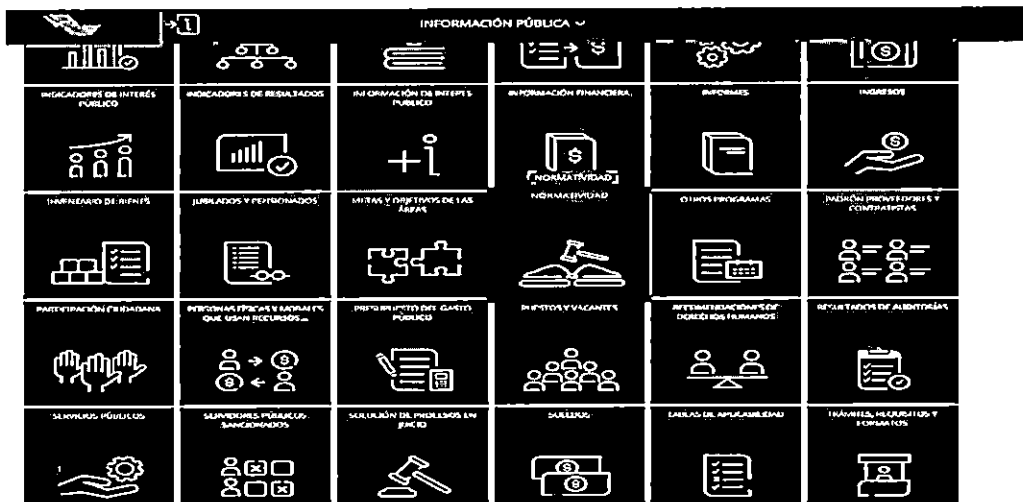 INFORMACIÓN PÚBLICA
INDICADORES DE INTERÉS
PÚBLICO
INDICADORES DE RESULTADOS
INFORMACIÓN DE INTERÉS
PÚBLICO
INFORMACIÓN FINANCIERA
INFORMES
INGRESOS
NORMATIVIDAD
INVENTARIO DE BIENES
JUBILADOS Y PENSIONADOS
METAS Y OBJETIVOS DE LAS
ÁREAS
NORMATIVIDAD
OTROS PROGRAMAS
PADRÓN PROVEEDORES Y
CONTRATISTAS
PARTICIPACIÓN CIUDADANA
PERSONAS FÍSICAS Y MORALES
QUE USAN RECURSOS...
PRESUPUESTO DEL GASTO
PÚBLICO
PUESTOS Y VACANTES
RECOMENDACIONES DE
DERECHOS HUMANOS
RESULTADOS DE AUDITORÍAS
SERVICIOS PÚBLICOS
SERVIDORES PÚBLICOS
SANCIONADOS
SOLUCIÓN DE PROCESOS EN
JUICIO
SUELDOS
TABLAS DE APLICABILIDAD
TRÁMITES, REQUISITOS Y
FORMATOS